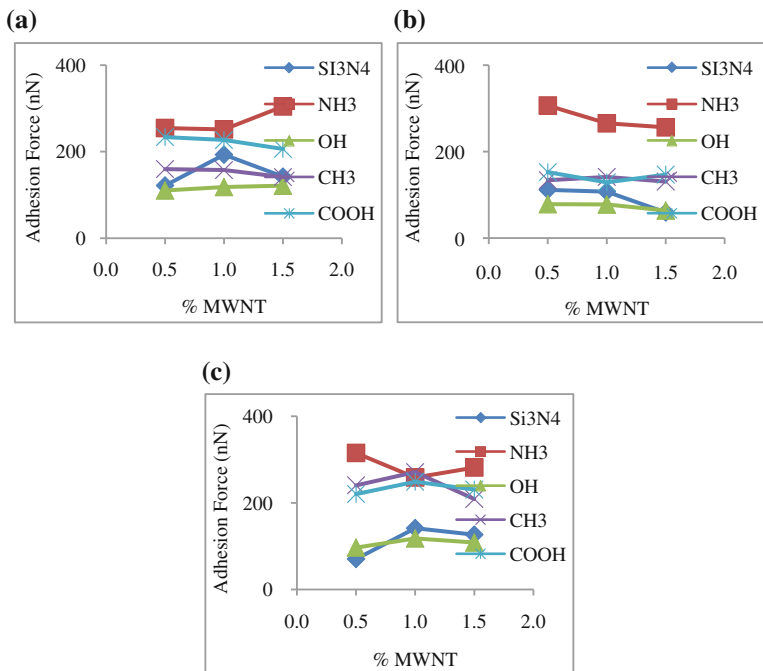 (a)
Adhesion Force (nN)
400
200
0
0.0 0.5 1.0 1.5 2.0
% MWNT
SI3N4
NH3
OH
CH3
COOH
(b)
Adhesion Force (nN)
400
200
0
0.0 0.5 1.0 1.5 2.0
% MWNT
SI3N4
NH3
OH
CH3
COOH
(c)
Adhesion Force (nN)
400
200
0
0.0 0.5 1.0 1.5 2.0
% MWNT
Si3N4
NH3
OH
CH3
COOH